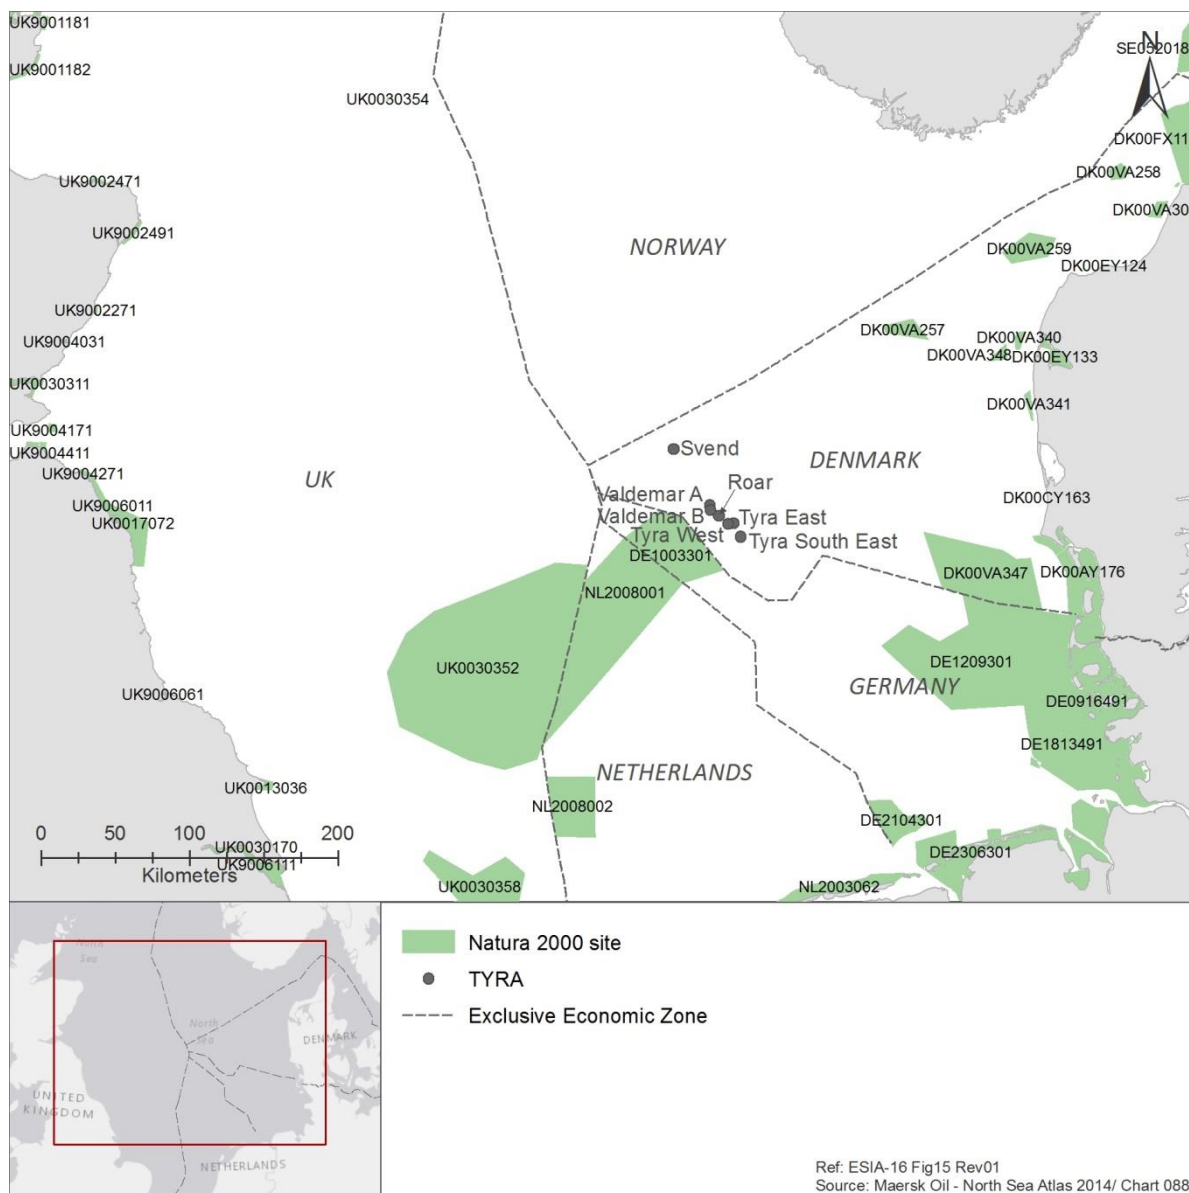 UK9001181
N
SE052018
UK9001182
UK0030354
DK00FX11
DK00VA258
UK9002471
DK00VA30
UK9002491
NORWAY
DK00VA259
DK00EY124
UK9002271
DK00VA257
UK9004031
DK00VA340
DK00VA348
DK00EY133
UK0030311
DK00VA341
UK9004171
UK9004411
Svend
DENMARK
UK9004271
UK
Roar
Valdemar A
DK00CY163
UK9006011
Valdemar B
Tyra East
UK0017072
Tyra West
Tyra South East
DE1003301
DK00VA347
DK00AY176
NL2008001
DE1209301
UK0030352
GERMANY
UK9006061
DE0916491
DE1813491
NETHERLANDS
UK0013036
NL2008002
DE2104301
0 50 100 200
UK0030170
DE2306301
UK9006111
Kilometers
UK0030358
NL2003062
North
Sea
North
Sea
DENMARK
UNITED
KINGDOM
NETHERLANDS
Natura 2000 site
TYRA
Exclusive Economic Zone
Ref: ESIA-16 Fig15 Rev01
Source: Maersk Oil - North Sea Atlas 2014/ Chart 088